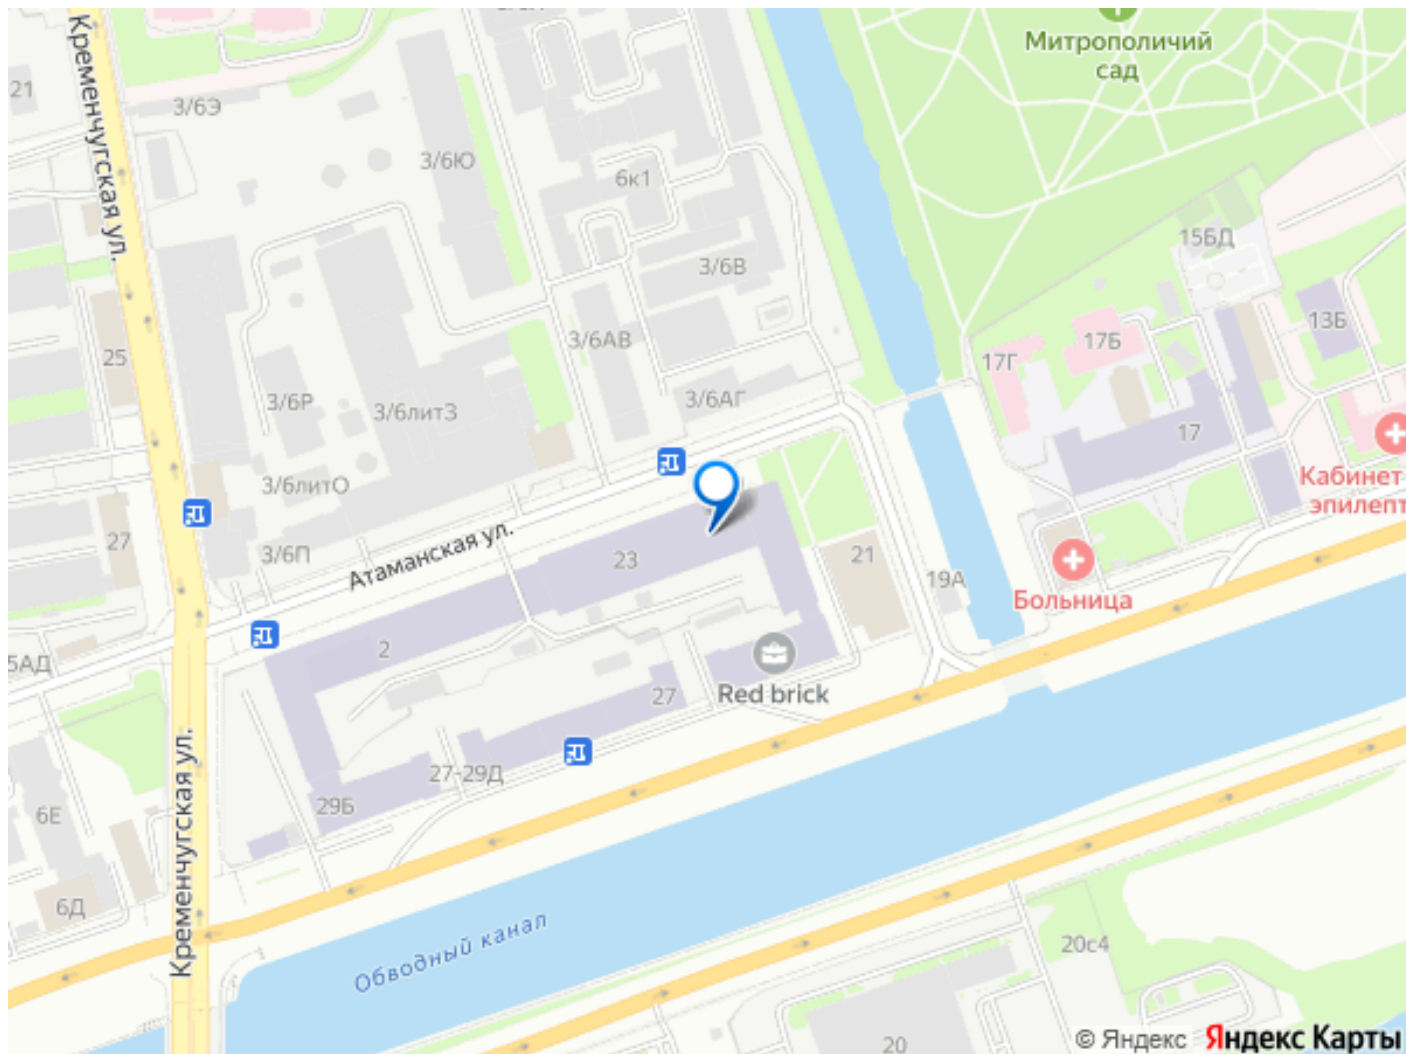 Митрополичий
сад
Кременчугская ул.
21
3/6Э
3/6Ю
6к1
15БД
3/6В
13Б
3/6АВ
17Б
25
17Г
3/6Р
3/6литЗ
3/6АГ
17
Кабинет-
эпилепт
3/6литО
27
3/6П
Атаманская ул.
23
21
19А
Больница
2
5АД
27
Red brick
Кременчугская ул.
27-29Д
29Б
6Е
6Д
Обводный канал
20с4
20
© Яндекс Яндекс Карты